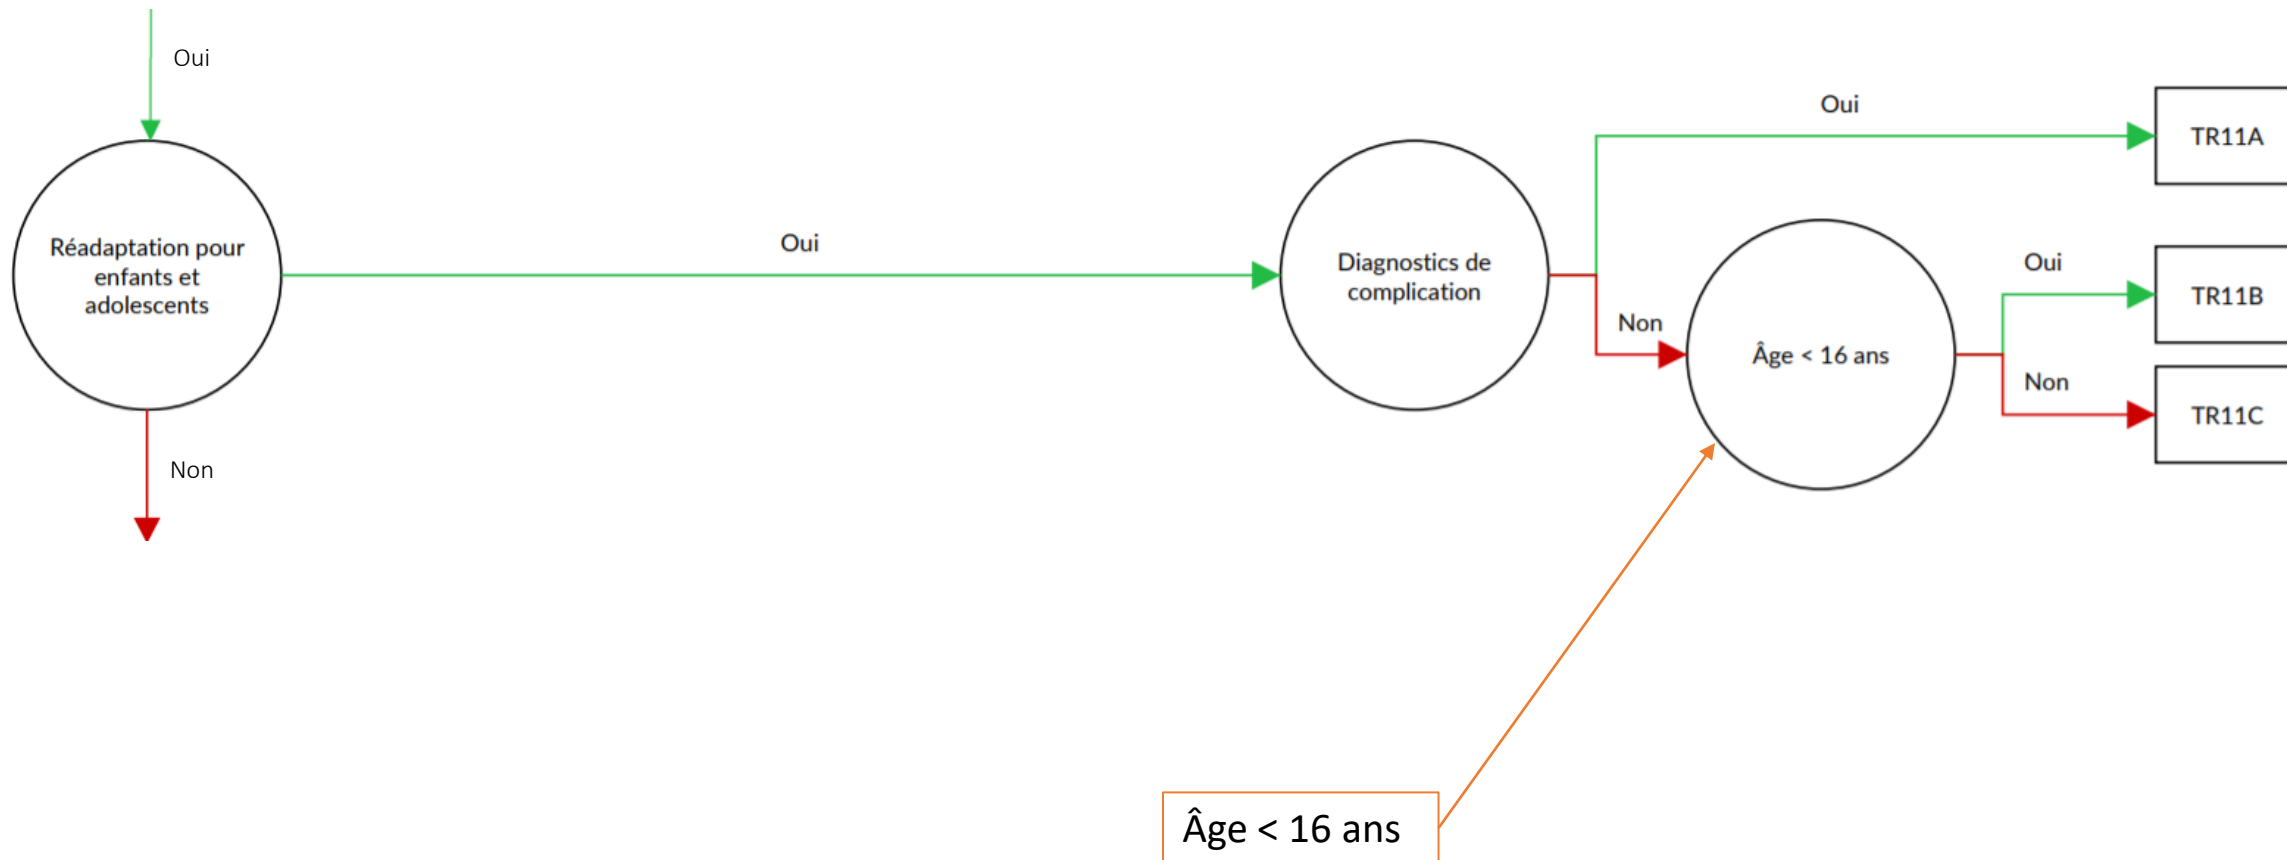 Oui
Réadaptation pour
enfants et
adolescents
Non
Oui
Diagnostics de
complication
Oui
TR11A
Non
Âge < 16 ans
Oui
TR11B
Non
TR11C
Âge < 16 ans